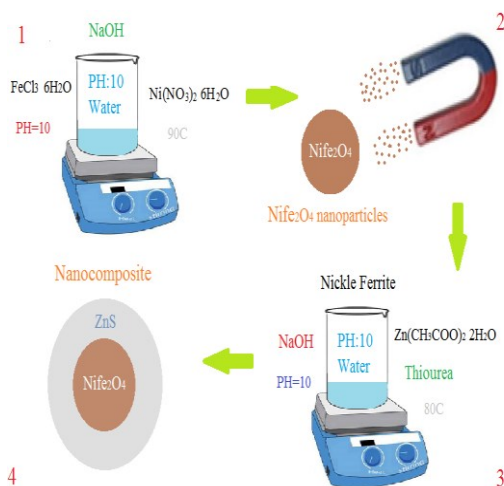 1
NaOH
FeCl3 6H2O
PH:10
Water
Ni(NO3)2 6H2O
PH=10
90C
2
Nife2O4
Nife2O4 nanoparticles
Nanocomposite
ZnS
Nife2O4
4
Nickle Ferrite
NaOH
PH:10
Water
Zn(CH3COO)2 2H2O
Thiourea
PH=10
80C
3